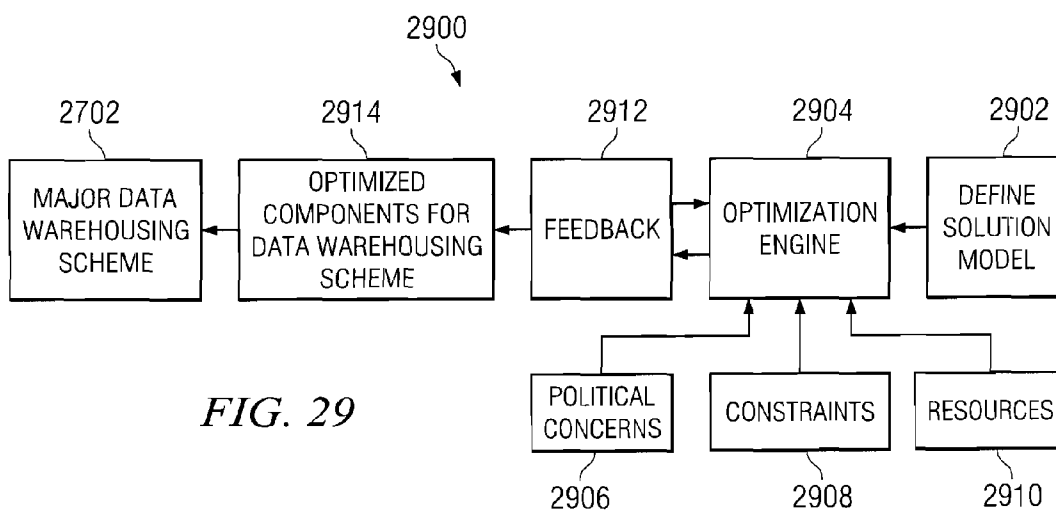 2900
2702
2914
2912
2904
2902
MAJOR DATA
WAREHOUSING
SCHEME
OPTIMIZED
COMPONENTS FOR
DATA WAREHOUSING
SCHEME
FEEDBACK
OPTIMIZATION
ENGINE
DEFINE
SOLUTION
MODEL
FIG. 29
POLITICAL
CONCERNS
CONSTRAINTS
RESOURCES
2906
2908
2910